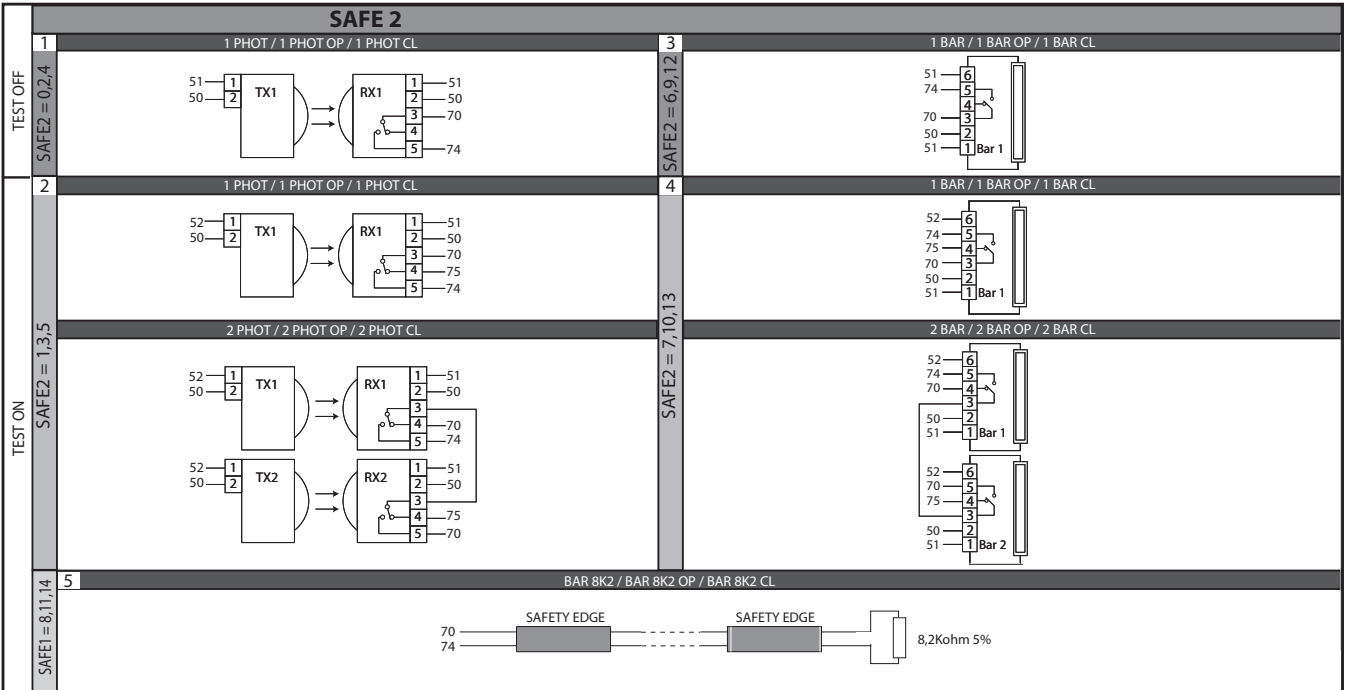 SAFE 2
TEST OFF
1
1 PHOT / 1 PHOT OP / 1 PHOT CL
SAFE2 = 0,2,4
51 1
50 2
TX1
RX1
1 51
2 50
3 70
4
5 74
3
1 BAR / 1 BAR OP / 1 BAR CL
SAFE2 = 6,9,12
51 6
74 5
4
70 3
50 2
51 1 Bar 1
TEST ON
2
1 PHOT / 1 PHOT OP / 1 PHOT CL
SAFE2 = 1,3,5
52 1
50 2
TX1
RX1
1 51
2 50
3 70
4 75
5 74
2 PHOT / 2 PHOT OP / 2 PHOT CL
52 1
50 2
TX1
RX1
1 51
2 50
3
4 70
5 74
52 1
50 2
TX2
RX2
1 51
2 50
3
4 75
5 70
4
1 BAR / 1 BAR OP / 1 BAR CL
SAFE2 = 7,10,13
52 6
74 5
75 4
70 3
50 2
51 1 Bar 1
2 BAR / 2 BAR OP / 2 BAR CL
52 6
74 5
70 4
3
50 2
51 1 Bar 1
52 6
70 5
75 4
3
50 2
51 1 Bar 2
5
BAR 8K2 / BAR 8K2 OP / BAR 8K2 CL
SAFE1 = 8,11,14
70
74
SAFETY EDGE
SAFETY EDGE
8,2Kohm 5%